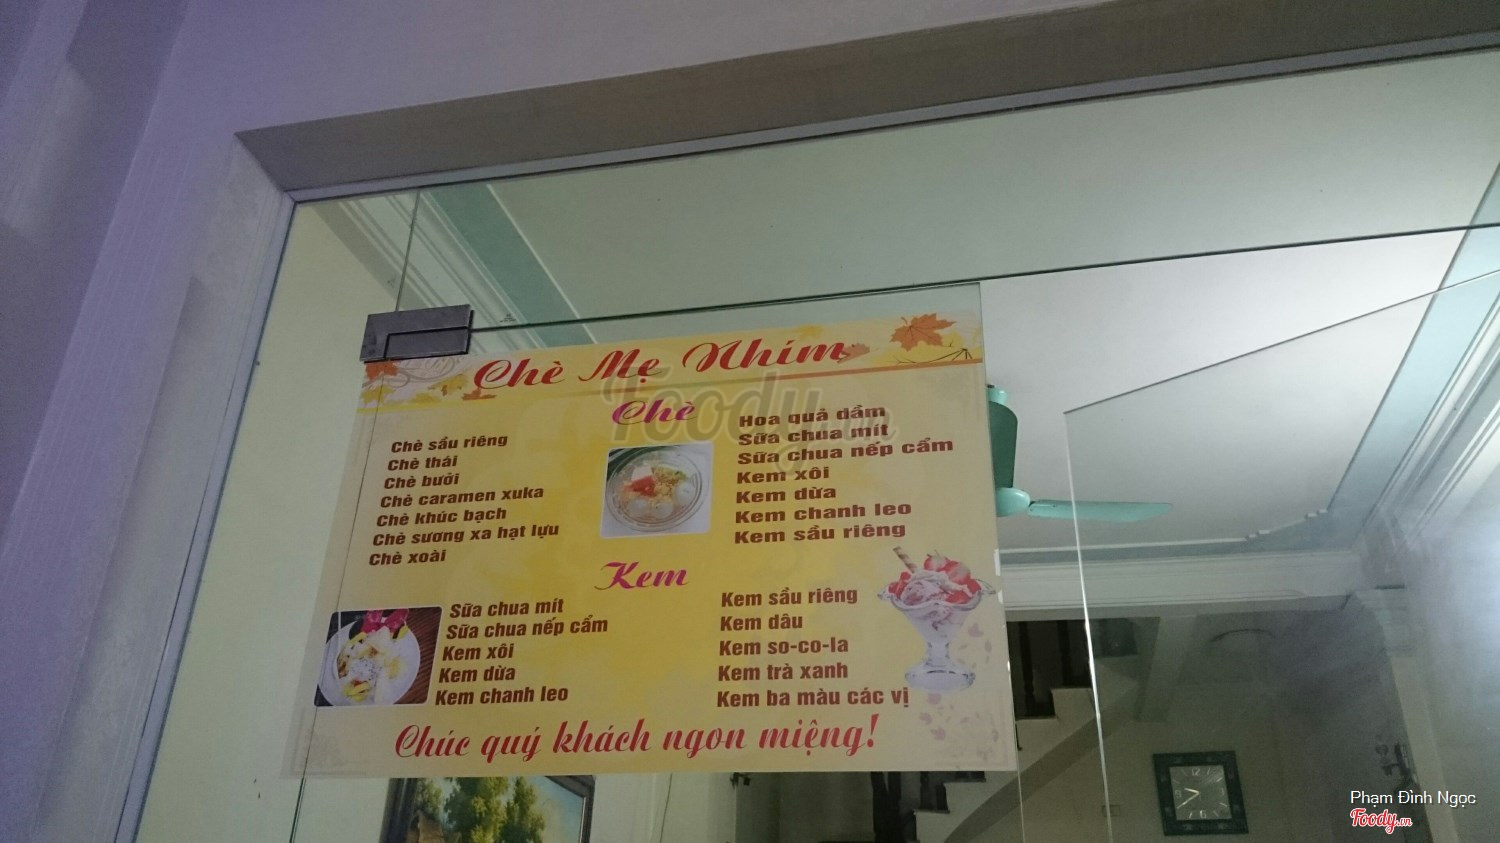 Chè Mẹ Nhím
Chè
Chè sầu riêng
Chè thái
Chè bưởi
Chè caramen xuka
Chè khúc bạch
Chè sương xa hạt lựu
Chè xoài
Hoa quả dầm
Sữa chua mít
Sữa chua nếp cẩm
Kem xôi
Kem dừa
Kem chanh leo
Kem sầu riêng
Kem
Sữa chua mít
Sữa chua nếp cẩm
Kem xôi
Kem dừa
Kem chanh leo
Kem sầu riêng
Kem dâu
Kem so-co-la
Kem trà xanh
Kem ba màu các vị
Chúc quý khách ngon miệng!
Foody.vn
Phạm Đình Ngọc
Foody.vn